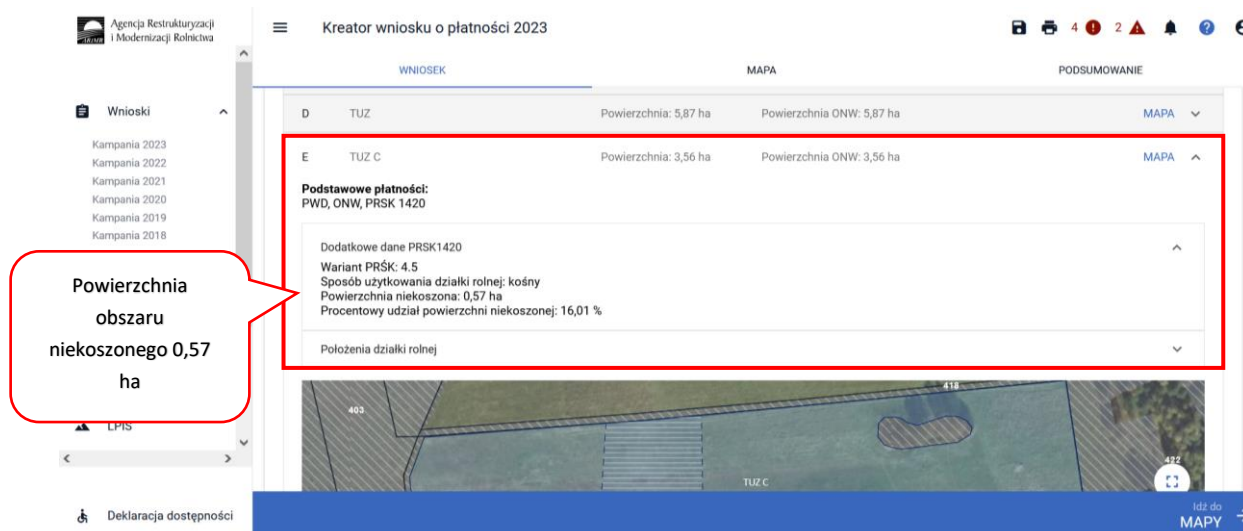 Agencja Restrukturyzacji
i Modernizacji Rolnictwa
ARiMR
Kreator wniosku o płatności 2023
4
2
WNIOSEK
MAPA
PODSUMOWANIE
Wnioski
Kampania 2023
Kampania 2022
Kampania 2021
Kampania 2020
Kampania 2019
Kampania 2018
LPIS
Deklaracja dostępności
D TUZ Powierzchnia: 5,87 ha Powierzchnia ONW: 5,87 ha MAPA
E TUZ C Powierzchnia: 3,56 ha Powierzchnia ONW: 3,56 ha MAPA
Podstawowe płatności:
PWD, ONW, PRSK 1420
Dodatkowe dane PRSK1420
Wariant PRŚK: 4.5
Sposób użytkowania działki rolnej: kośny
Powierzchnia niekoszona: 0,57 ha
Procentowy udział powierzchni niekoszonej: 16,01 %
Położenia działki rolnej
Powierzchnia
obszaru
niekoszonego 0,57
ha
403
418
422
TUZ C
Idź do
MAPY